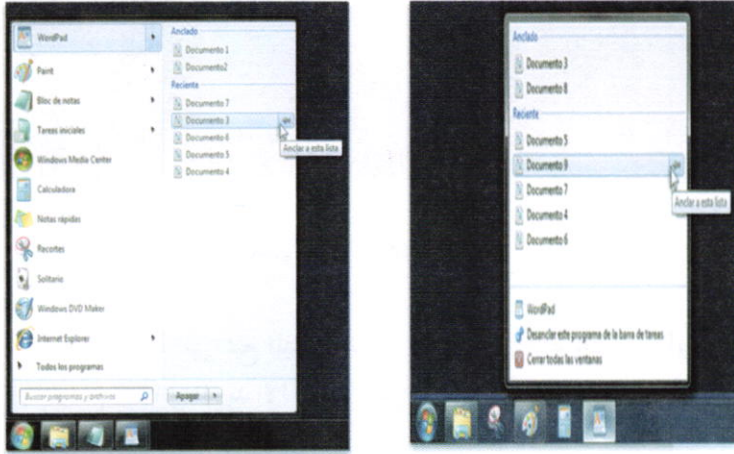 WordPad
Paint
Bloc de notas
Tareas iniciales
Windows Media Center
Calculadora
Notas rápidas
Recortes
Solitario
Windows DVD Maker
Internet Explorer
Todos los programas
Buscar programas y archivos
Apagar
Anclado
Documento 1
Documento2
Reciente
Documento 7
Documento 3
Documento 6
Documento 5
Documento 4
Anclar a esta lista
Anclado
Documento 3
Documento 8
Reciente
Documento 5
Documento 9
Documento 7
Documento 4
Documento 6
Anclar a esta lista
WordPad
Desanclar este programa de la barra de tareas
Cerrar todas las ventanas